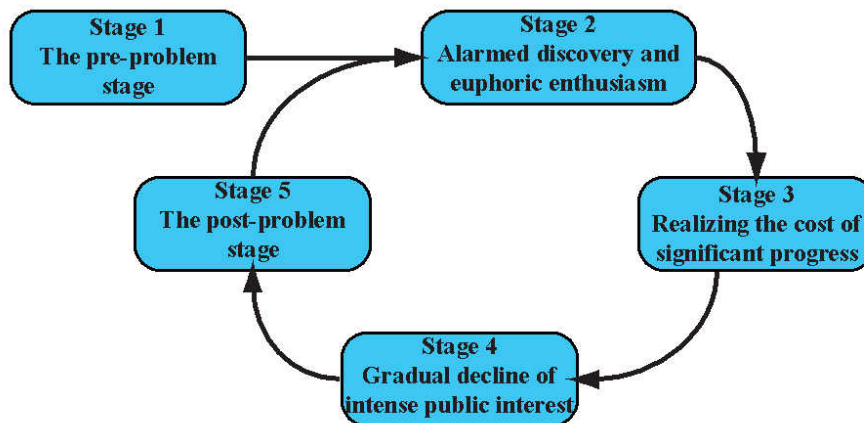 Stage 1
The pre-problem
stage
Stage 2
Alarmed discovery and
euphoric enthusiasm
Stage 3
Realizing the cost of
significant progress
Stage 4
Gradual decline of
intense public interest
Stage 5
The post-problem
stage